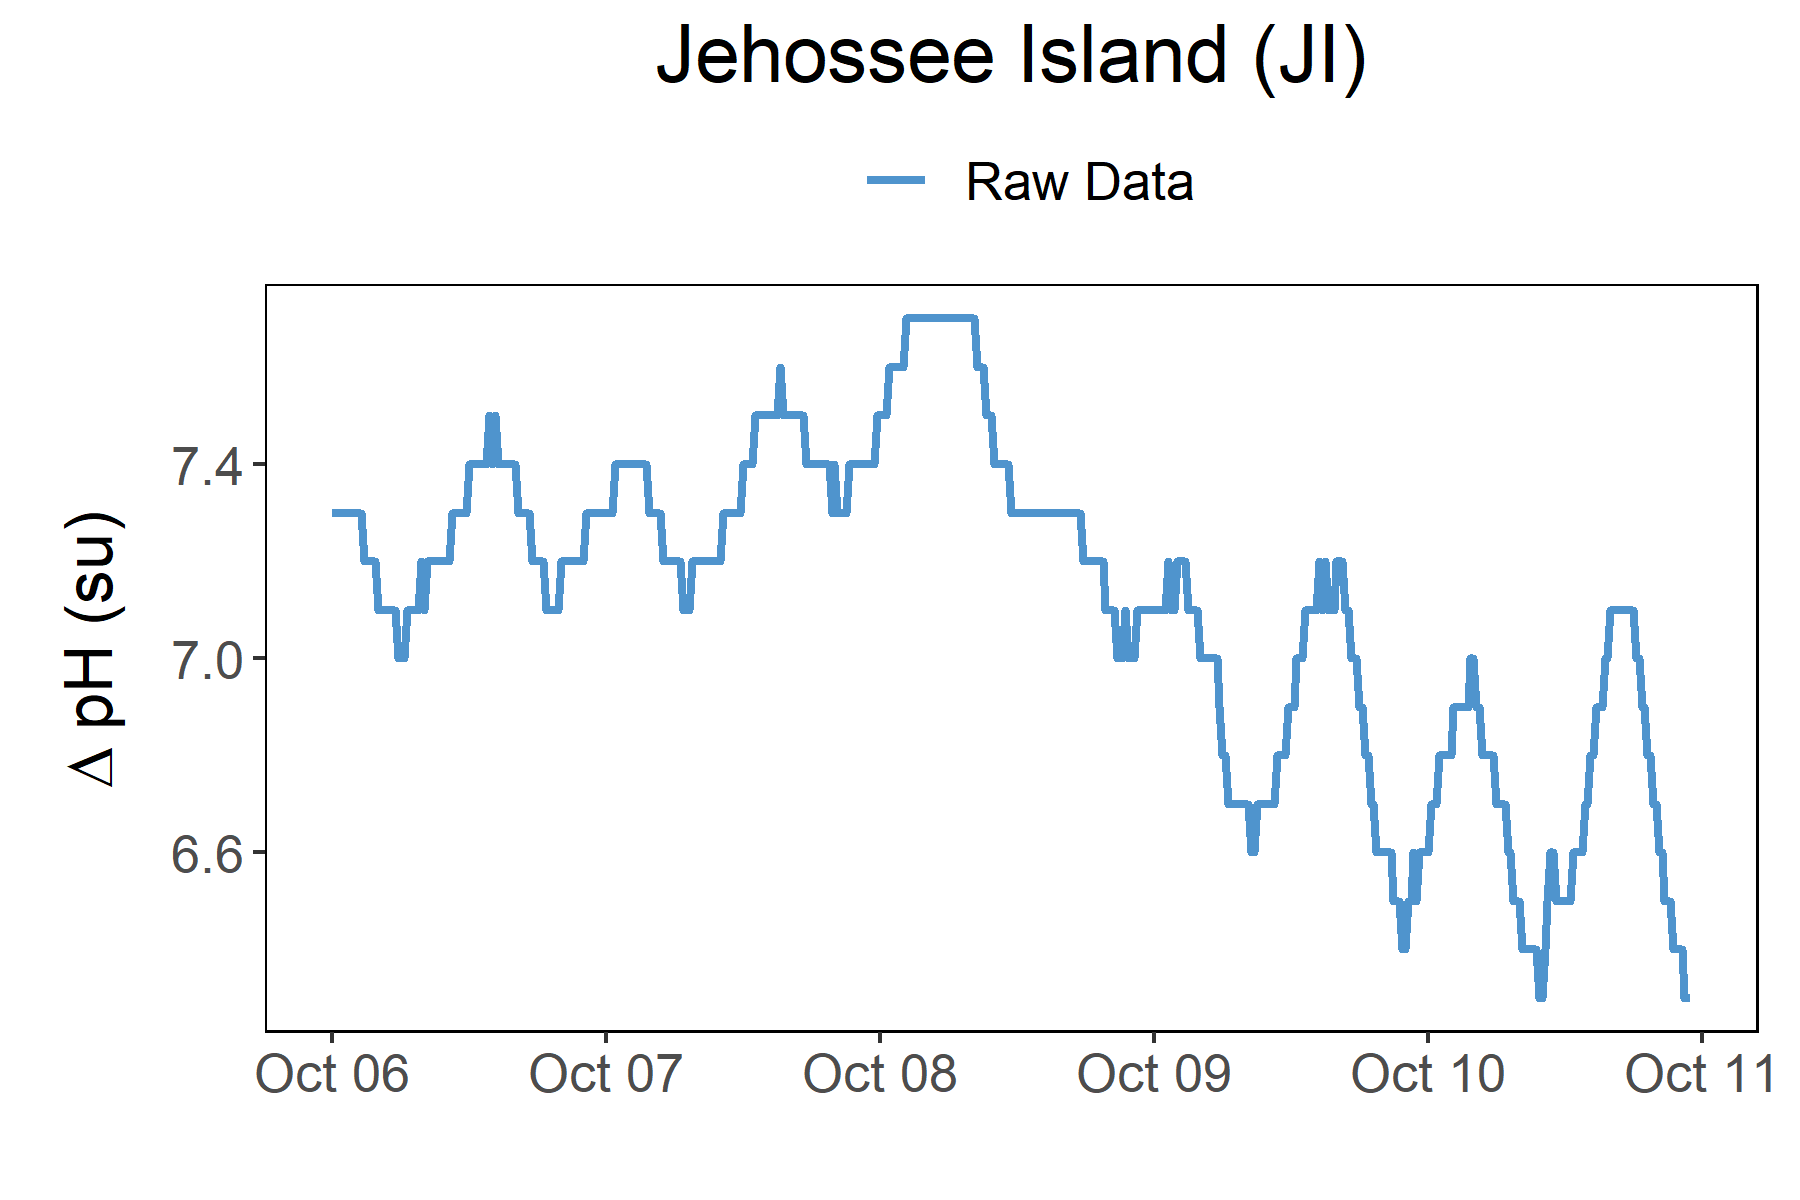 Jehossee Island (JI)
Raw Data
Δ pH (su)
7.4
7.0
6.6
Oct 06 Oct 07 Oct 08 Oct 09 Oct 10 Oct 11